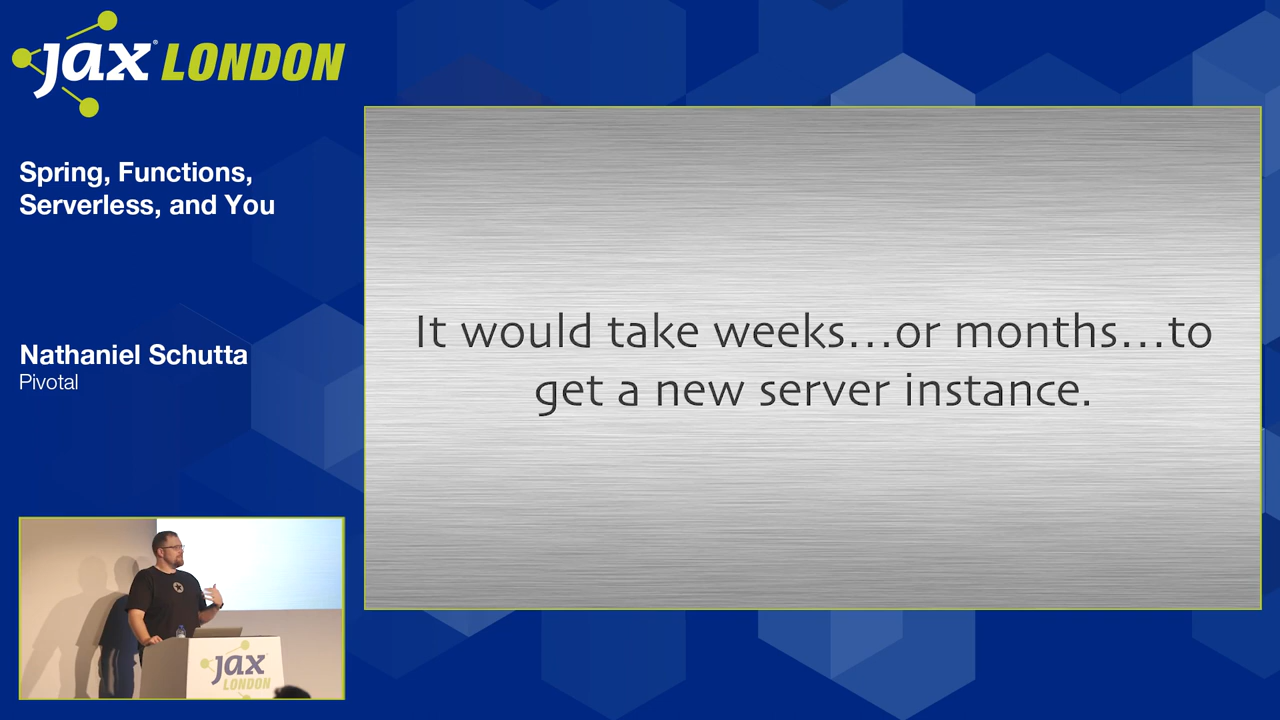 jax LONDON
Spring, Functions,
Serverless, and You
Nathaniel Schutta
Pivotal
It would take weeks...or months...to
get a new server instance.
jax
LONDON